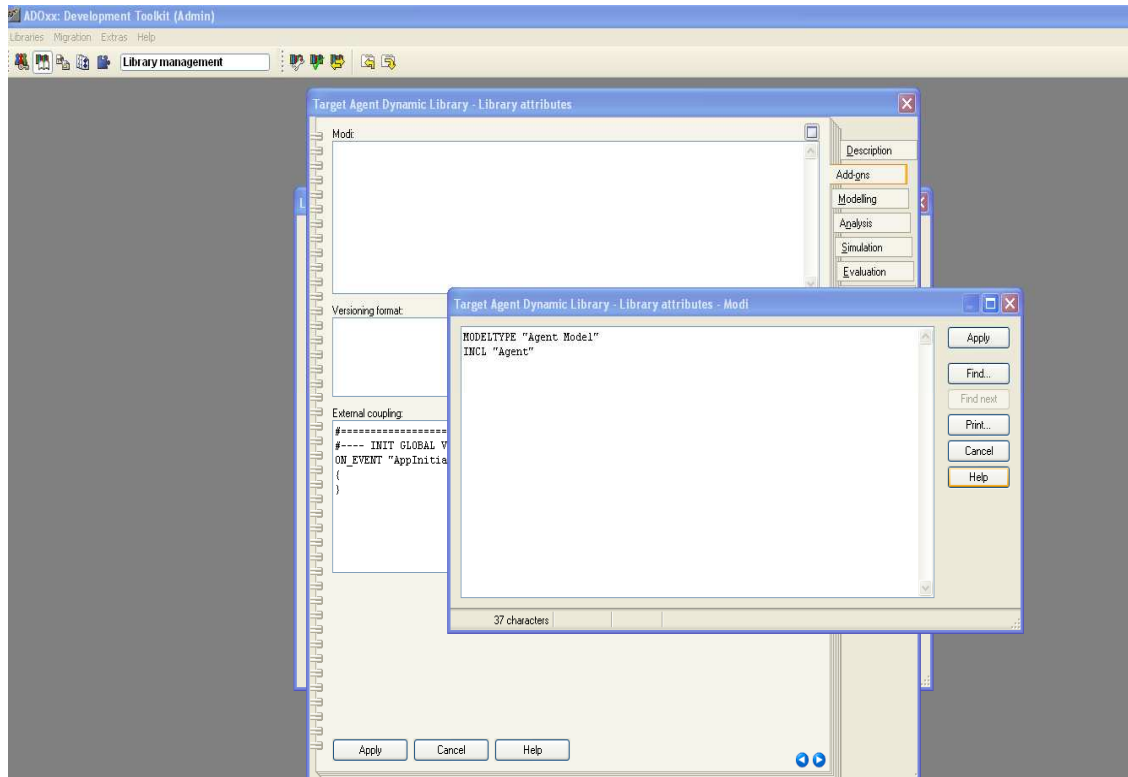 ADOxx: Development Toolkit (Admin)
Libraries Migration Extras Help
Library management
Target Agent Dynamic Library - Library attributes
Modi:
Description
Add-ons
Modelling
Analysis
Simulation
Evaluation
L
Versioning format:
Target Agent Dynamic Library - Library attributes - Modi
MODELTYPE "Agent Model"
INCL "Agent"
Apply
Find...
Find next
Print...
Cancel
Help
37 characters
External coupling:
#===================
#---- INIT GLOBAL V
ON_EVENT "AppInitia
{
}
Apply Cancel Help